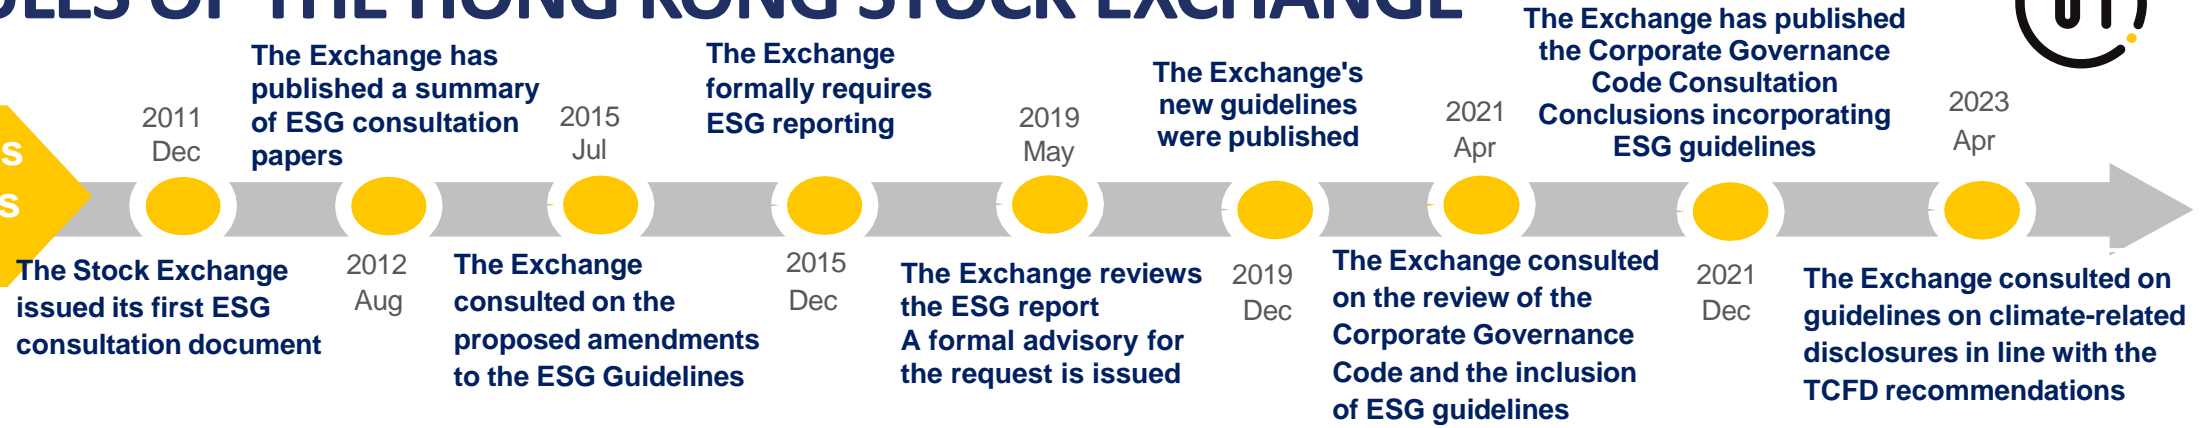 OF THE HONG KONG STOCK EXCHANGE
2011
Dec
The Stock Exchange
issued its first ESG
consultation document
The Exchange has
published a summary
of ESG consultation
papers
2012
Aug
2015
Jul
The Exchange
consulted on the
proposed amendments
to the ESG Guidelines
The Exchange
formally requires
ESG reporting
2015
Dec
2019
May
The Exchange reviews
the ESG report
A formal advisory for
the request is issued
The Exchange's
new guidelines
were published
2019
Dec
2021
Apr
The Exchange consulted
on the review of the
Corporate Governance
Code and the inclusion
of ESG guidelines
The Exchange has published
the Corporate Governance
Code Consultation
Conclusions incorporating
ESG guidelines
2021
Dec
2023
Apr
The Exchange consulted on
guidelines on climate-related
disclosures in line with the
TCFD recommendations